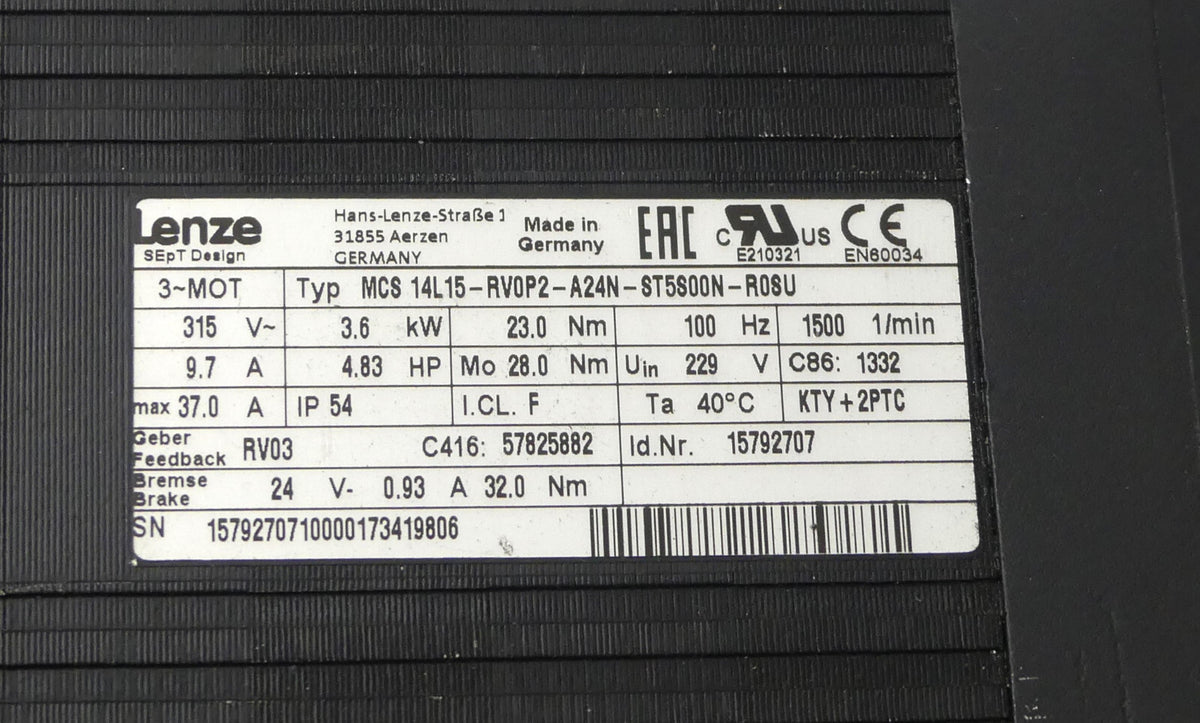 Lenze
SEpT Design
Hans-Lenze-Straße 1
31855 Aerzen
GERMANY
Made in
Germany
EAC
C RU US
E210321
CE
EN60034
3~MOT Typ MCS 14L15-RV0P2-A24N-ST5S00N-R0SU
315 V~ 3.6 kW 23.0 Nm 100 Hz 1500 1/min
9.7 A 4.83 HP Mo 28.0 Nm Uin 229 V C86: 1332
max 37.0 A IP 54 I.CL. F Ta 40°C KTY+2PTC
Geber
Feedback RV03 C416: 57825882 Id.Nr. 15792707
Bremse
Brake 24 V- 0.93 A 32.0 Nm
SN 1579270710000173419806